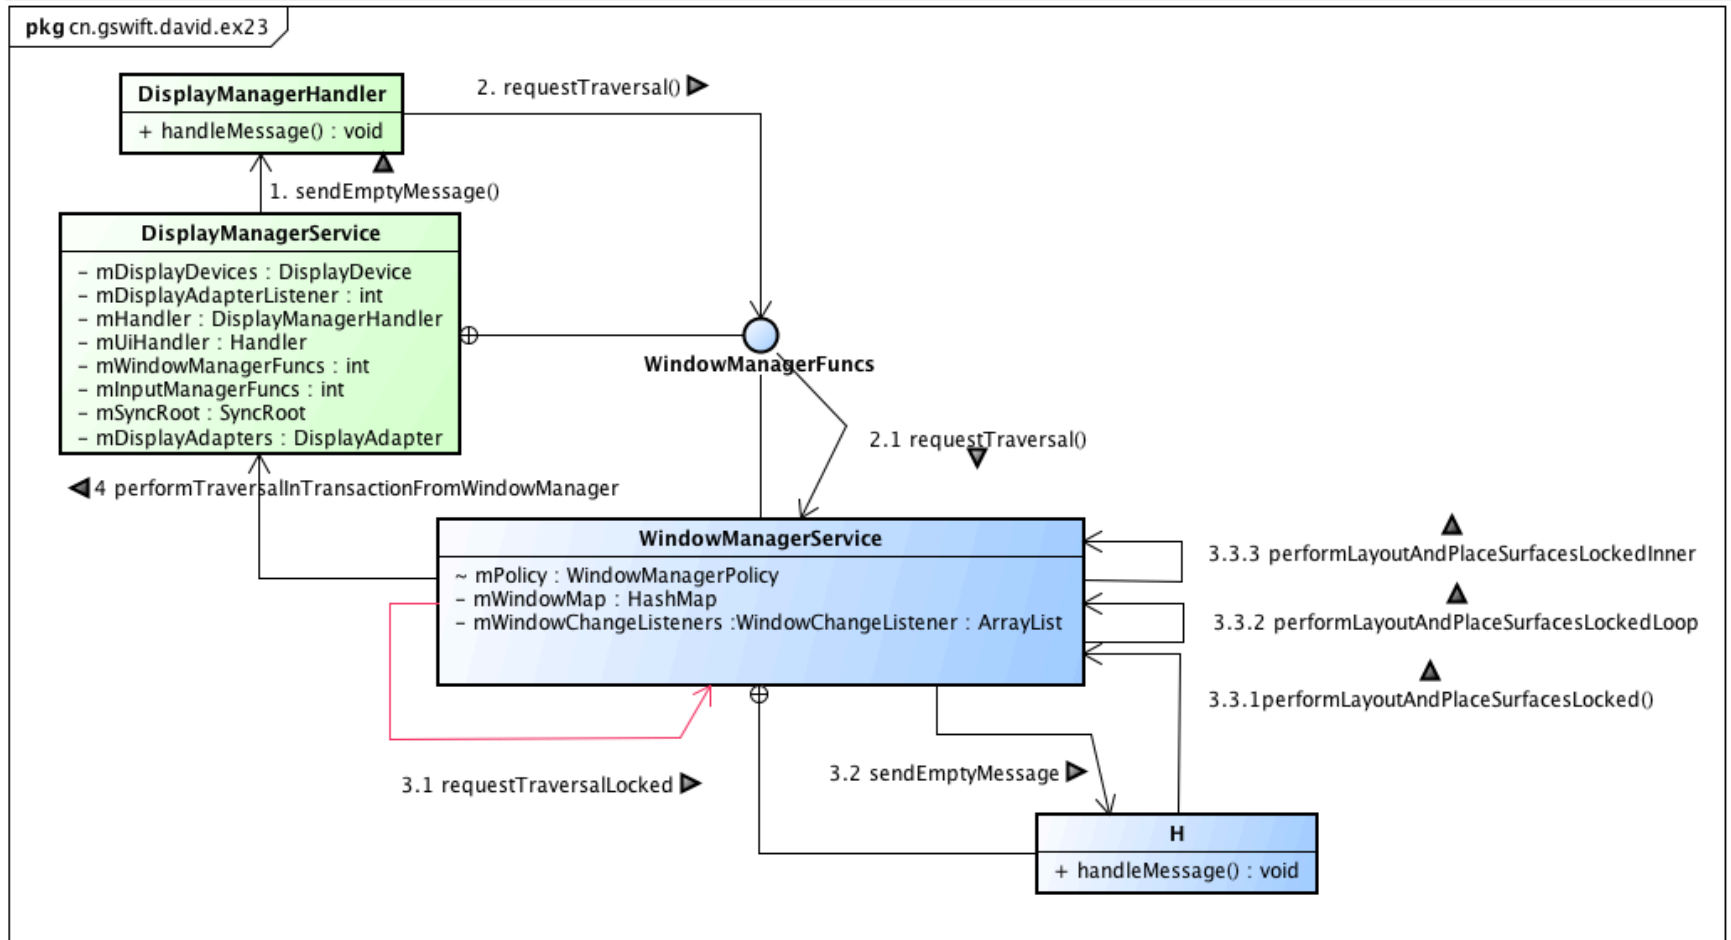 pkg cn.gswift.david.ex23
DisplayManagerHandler
+ handleMessage() : void
2. requestTraversal()
1. sendEmptyMessage()
DisplayManagerService
- mDisplayDevices : DisplayDevice
- mDisplayAdapterListener : int
- mHandler : DisplayManagerHandler
- mUiHandler : Handler
- mWindowManagerFuncs : int
- mInputManagerFuncs : int
- mSyncRoot : SyncRoot
- mDisplayAdapters : DisplayAdapter
WindowManagerFuncs
2.1 requestTraversal()
4 performTraversalInTransactionFromWindowManager
WindowManagerService
~ mPolicy : WindowManagerPolicy
- mWindowMap : HashMap
- mWindowChangeListeners :WindowChangeListener : ArrayList
3.3.3 performLayoutAndPlaceSurfacesLockedInner
3.3.2 performLayoutAndPlaceSurfacesLockedLoop
3.3.1performLayoutAndPlaceSurfacesLocked()
3.1 requestTraversalLocked
3.2 sendEmptyMessage
H
+ handleMessage() : void